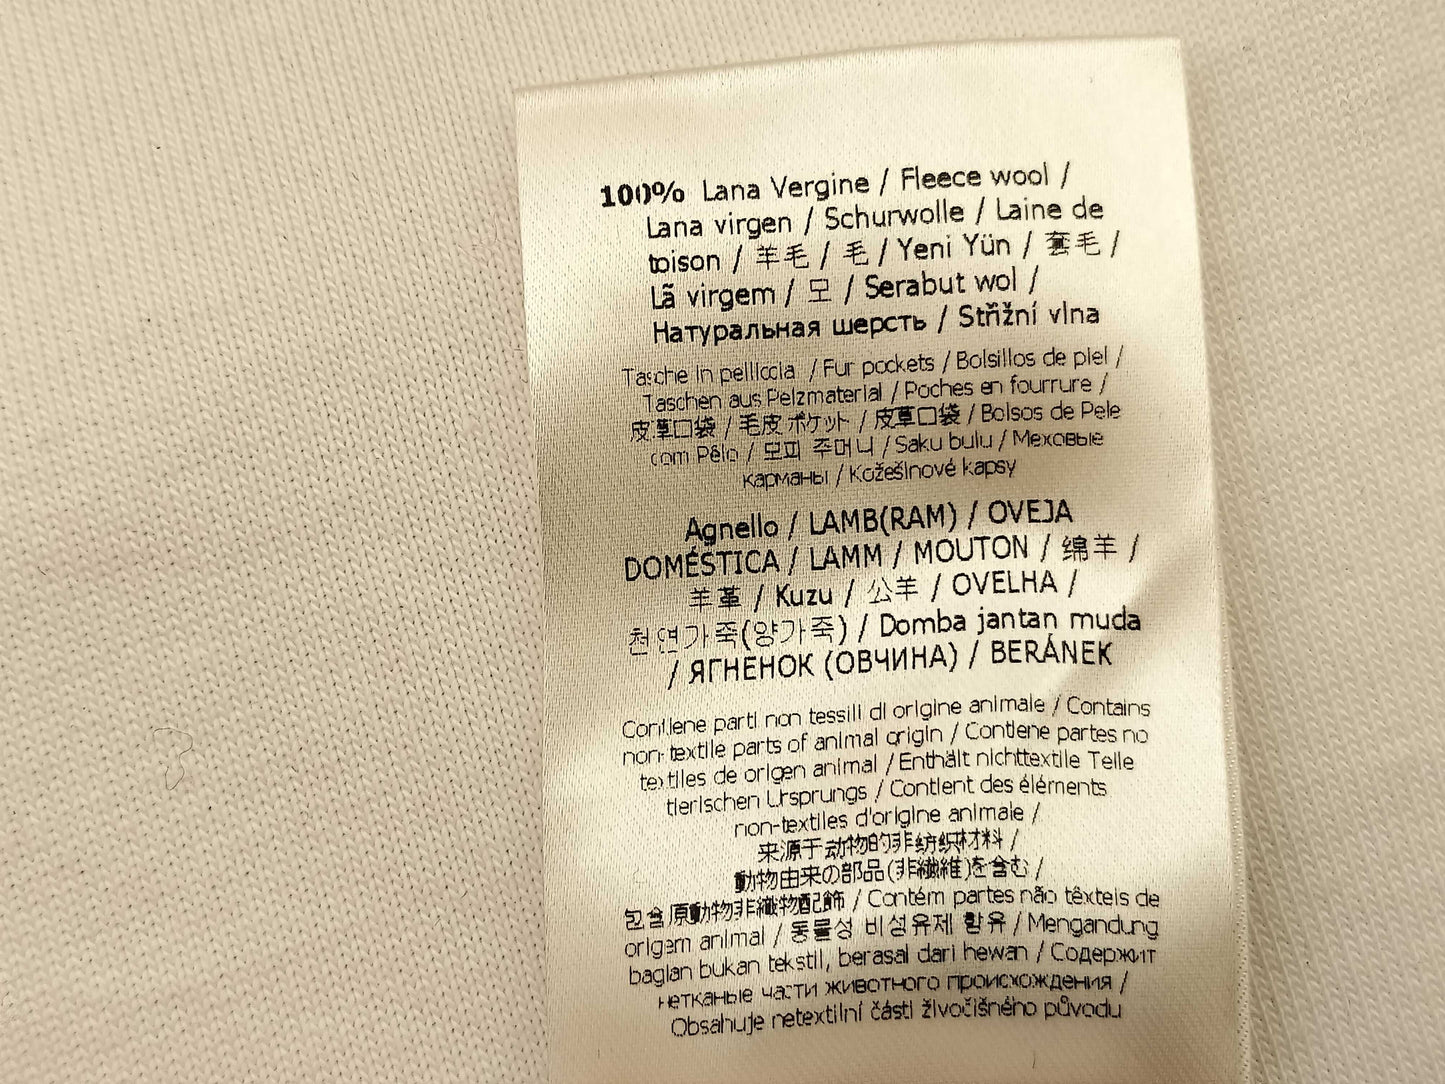 100% Lana Vergine / Fleece wool /
Lana virgen / Schurwolle / Laine de
toison / 羊毛 / 毛 / Yeni Yün / 套毛 /
Lã virgem / 모 / Serabut wol /
Натуральная шерсть / Střižní vlna
Tasche in pelliccia / Fur pockets / Bolsillos de piel /
Taschen aus Pelzmaterial / Poches en fourrure /
皮草口袋 / 毛皮 ポケット / 皮草口袋 / Bolsos de Pele
com Pêlo / 모피 주머니 / Saku bulu / Меховые
карманы / Kožešinové kapsy
Agnello / LAMB(RAM) / OVEJA
DOMÉSTICA / LAMM / MOUTON / 绵羊 /
羊革 / Kuzu / 公羊 / OVELHA /
천연가죽(양가죽) / Domba jantan muda
/ ЯГНЕНОК (ОВЧИНА) / BERÁNEK
Contiene parti non tessili di origine animale / Contains
non-textile parts of animal origin / Contiene partes no
textiles de origen animal / Enthält nichttextile Teile
tierischen Ursprungs / Contient des éléments
non-textiles d'origine animale /
来源于动物的非纺织材料 /
動物由来の部品(非繊維)を含む /
包含原動物非織物配飾 / Contém partes não têxteis de
origem animal / 동물성 비섬유제 함유 / Mengandung
bagian bukan tekstil, berasal dari hewan / Содержит
нетканые части животного происхождения /
Obsahuje netextilní části živočišného původu